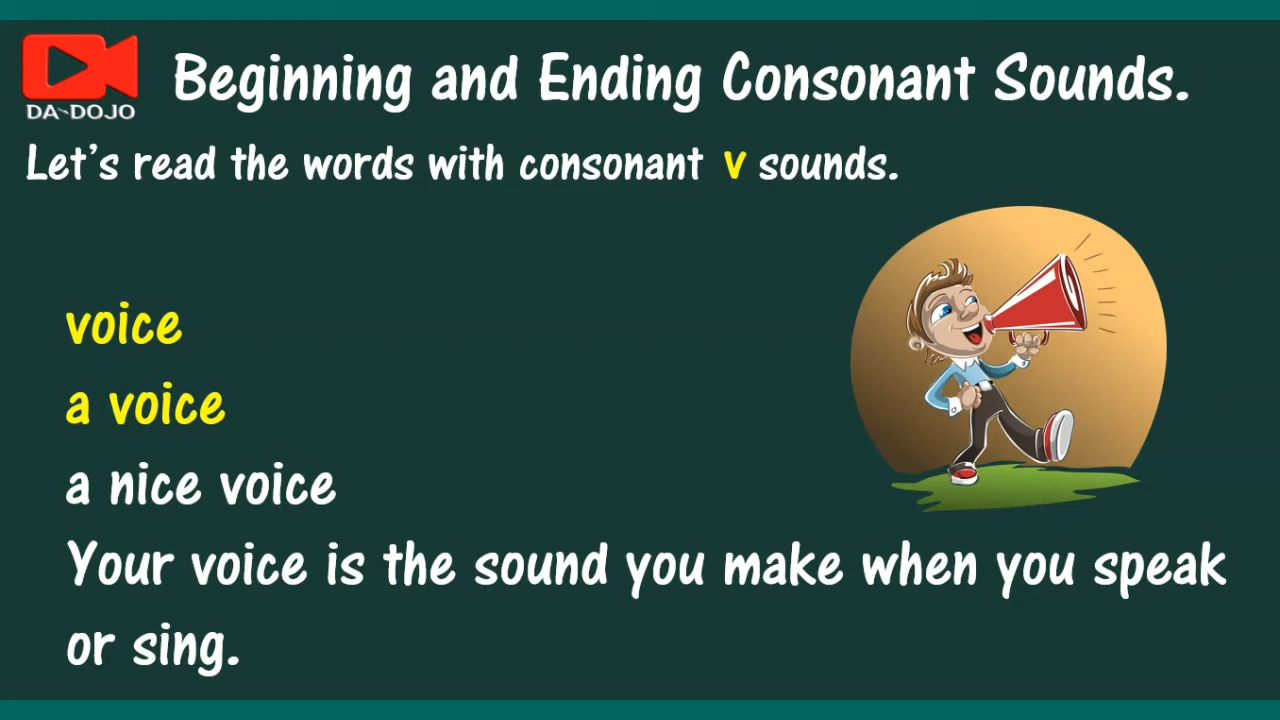 Beginning and Ending Consonant Sounds.
DA-DOJO
Let's read the words with consonant v sounds.
voice
a voice
a nice voice
Your voice is the sound you make when you speak
or sing.